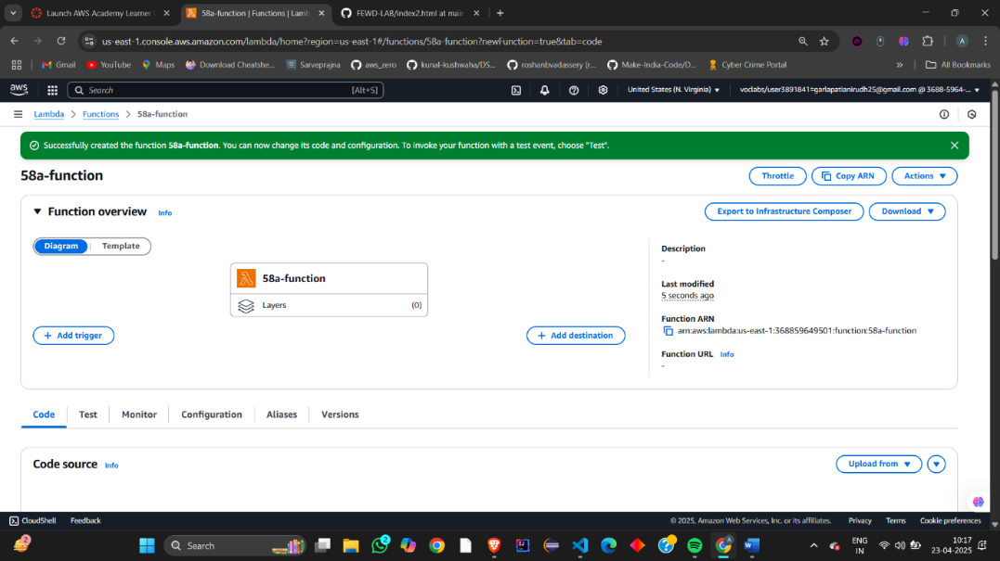 Launch AWS Academy Learner
58a-function | Functions | Lamb
FEWD-LAB/index2.html at main
us-east-1.console.aws.amazon.com/lambda/home?region=us-east-1#/functions/58a-function?newFunction=true&tab=code
A
Gmail
YouTube
Maps
Download Cheatshe...
Sarveprajna
aws_zero
kunal-kushwaha/DS...
roshanbvadassery (r...
Make-India-Code/D...
Cyber Crime Portal
»
All Bookmarks
aws
Search
[Alt+S]
United States (N. Virginia)
voclabs/user3891841=garlapatianirudh25@gmail.com @ 3688-5964-...
Lambda
Functions
58a-function
Successfully created the function 58a-function. You can now change its code and configuration. To invoke your function with a test event, choose "Test".
58a-function
Throttle
Copy ARN
Actions
Function overview Info
Export to Infrastructure Composer
Download
Diagram
Template
58a-function
Layers (0)
+ Add trigger
+ Add destination
Description
-
Last modified
5 seconds ago
Function ARN
arn:aws:lambda:us-east-1:368859649501:function:58a-function
Function URL Info
-
Code
Test
Monitor
Configuration
Aliases
Versions
Code source Info
Upload from
CloudShell
Feedback
© 2025, Amazon Web Services, Inc. or its affiliates.
Privacy
Terms
Cookie preferences
2
Search
2
ENG
IN
10:17
23-04-2025